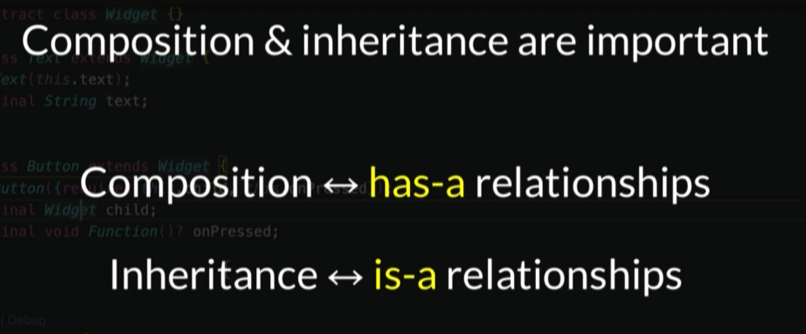 tract class Widget {}
Composition & inheritance are important
ss Text extends Widget {
ext(this.text);
inal String text;
ss Button extends Widget {
utton({re
Composition ↔ has-a relationships
inal Widget child;
inal void Function()? onPressed;
Inheritance ↔ is-a relationships
| Debug